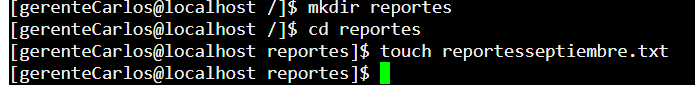 [gerenteCarlos@localhost /]$ mkdir reportes
[gerenteCarlos@localhost /]$ cd reportes
[gerenteCarlos@localhost reportes]$ touch reportesseptiembre.txt
[gerenteCarlos@localhost reportes]$